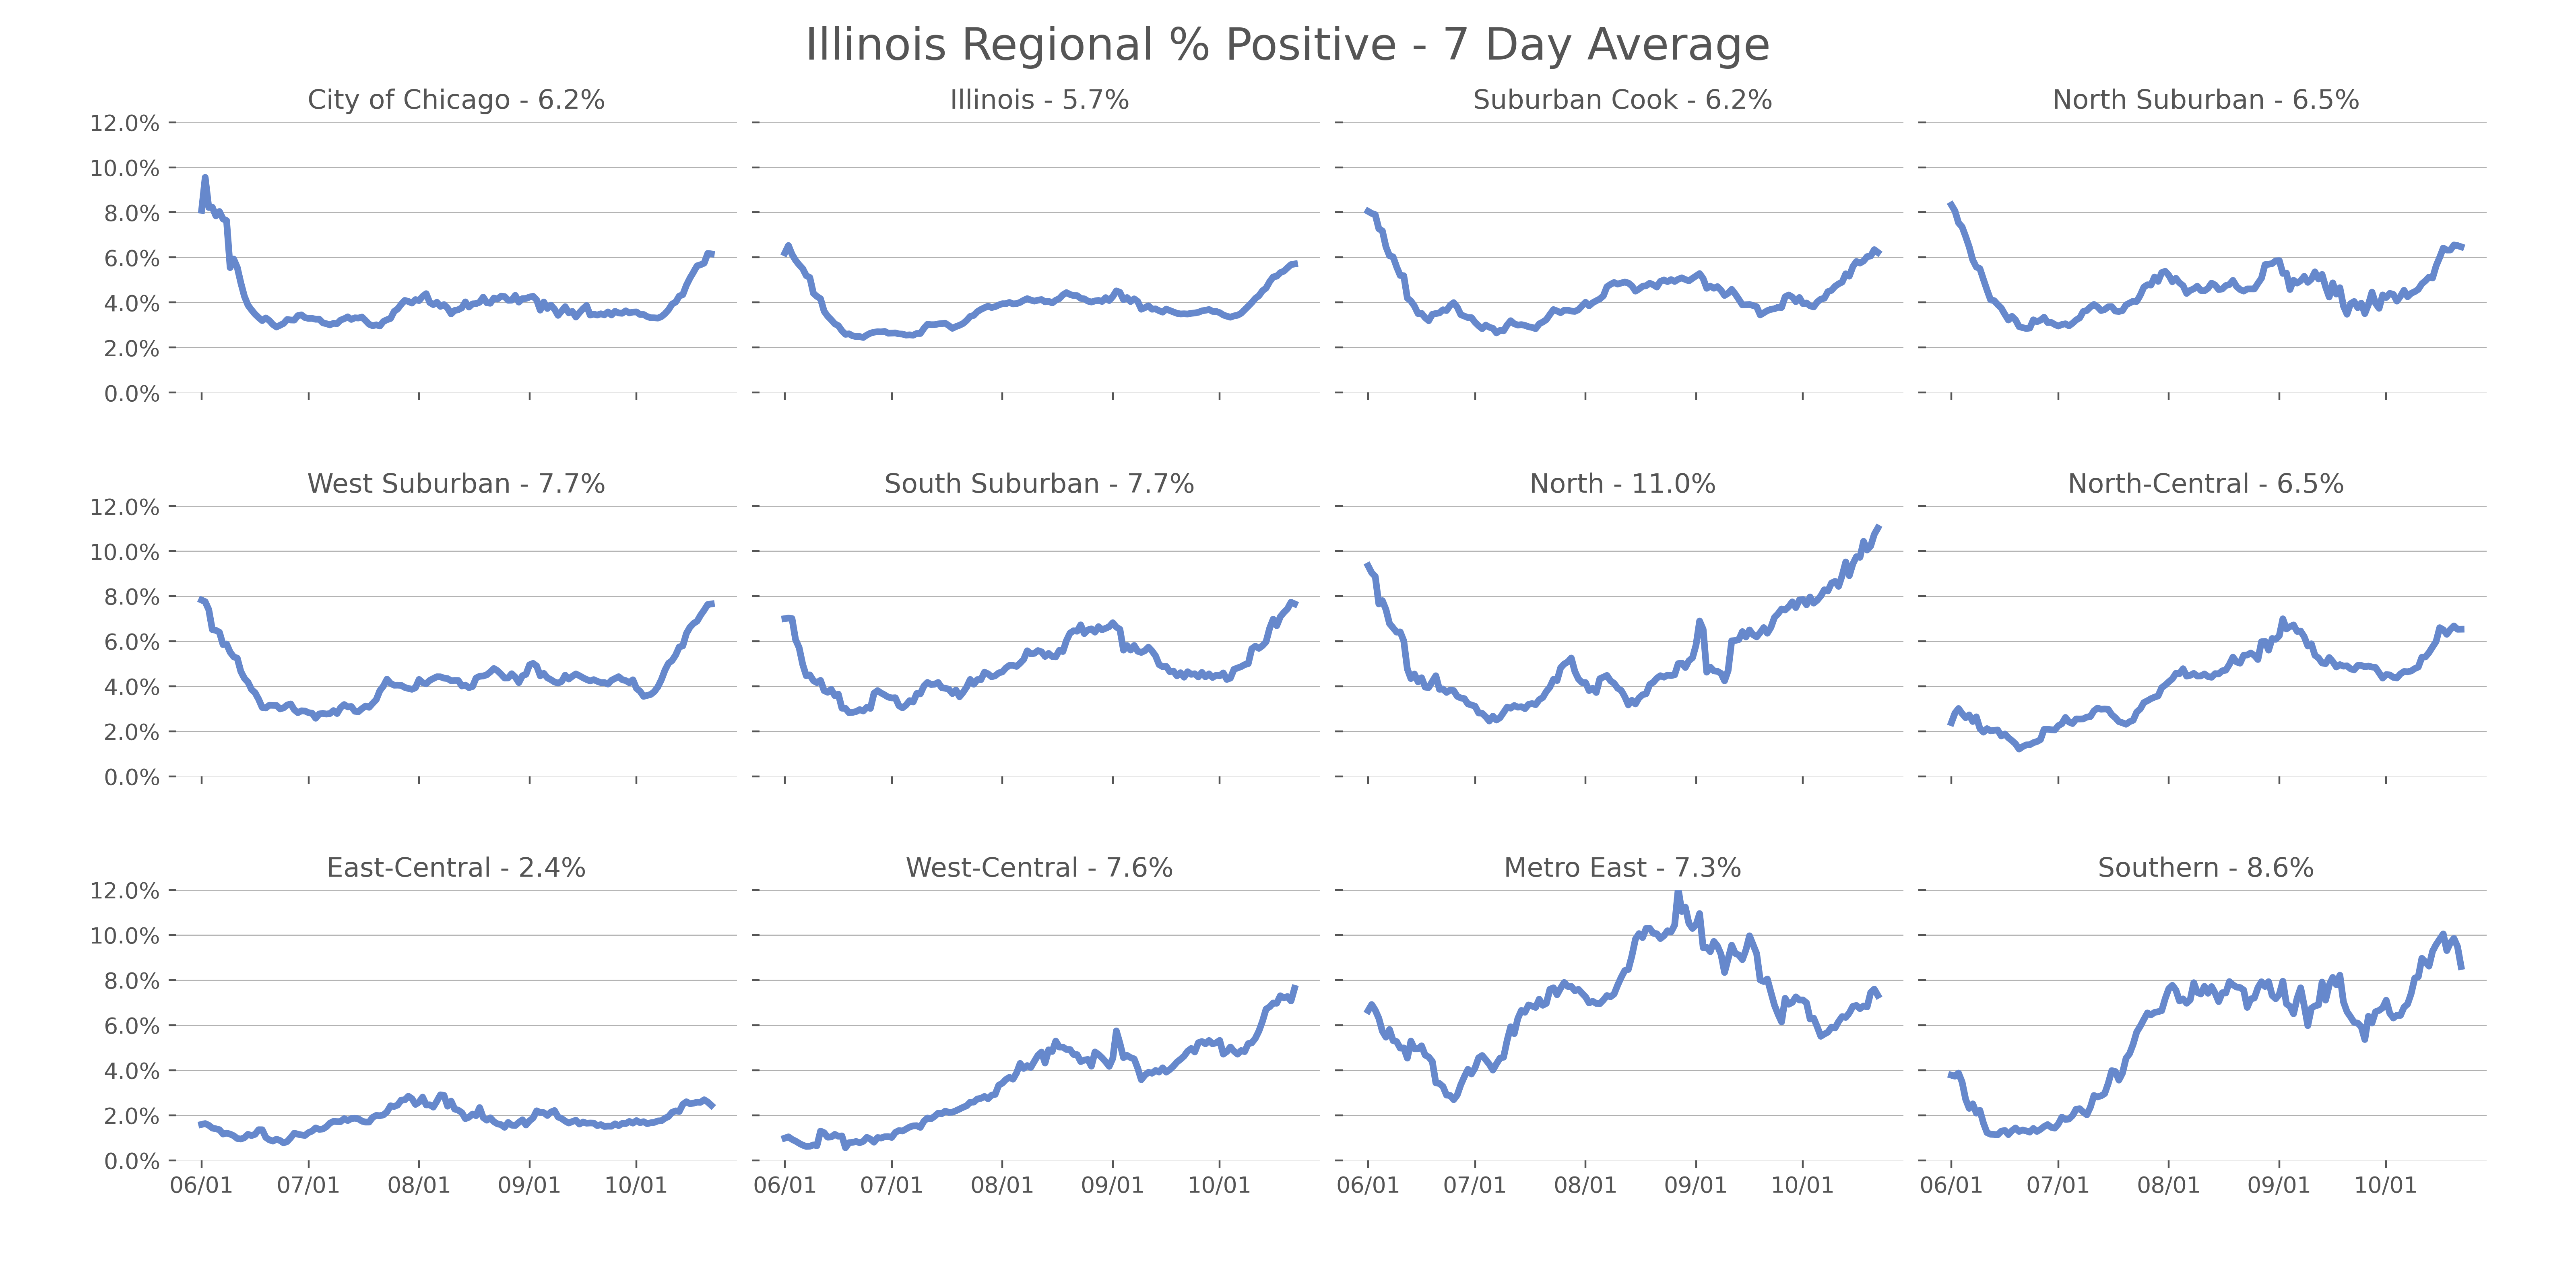 Illinois Regional % Positive - 7 Day Average
City of Chicago - 6.2%
Illinois - 5.7%
Suburban Cook - 6.2%
North Suburban - 6.5%
12.0%
10.0%
8.0%
6.0%
4.0%
2.0%
0.0%
West Suburban - 7.7%
South Suburban - 7.7%
North - 11.0%
North-Central - 6.5%
12.0%
10.0%
8.0%
6.0%
4.0%
2.0%
0.0%
East-Central - 2.4%
West-Central - 7.6%
Metro East - 7.3%
Southern - 8.6%
12.0%
10.0%
8.0%
6.0%
4.0%
2.0%
0.0%
06/01 07/01 08/01 09/01 10/01
06/01 07/01 08/01 09/01 10/01
06/01 07/01 08/01 09/01 10/01
06/01 07/01 08/01 09/01 10/01